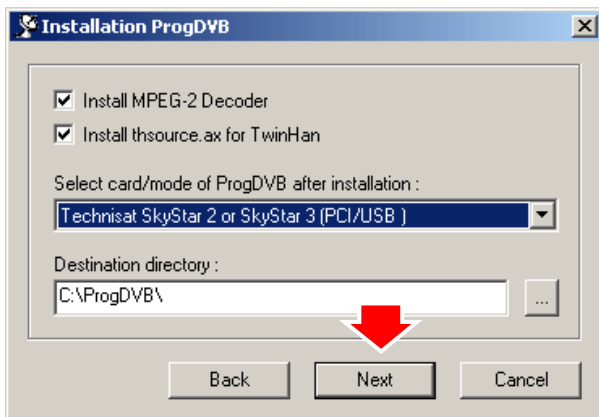 Installation ProgDVB
Install MPEG-2 Decoder
Install thsource.ax for TwinHan
Select card/mode of ProgDVB after installation :
Technisat SkyStar 2 or SkyStar 3 (PCI/USB )
Destination directory :
C:\ProgDVB\
...
Back Next Cancel